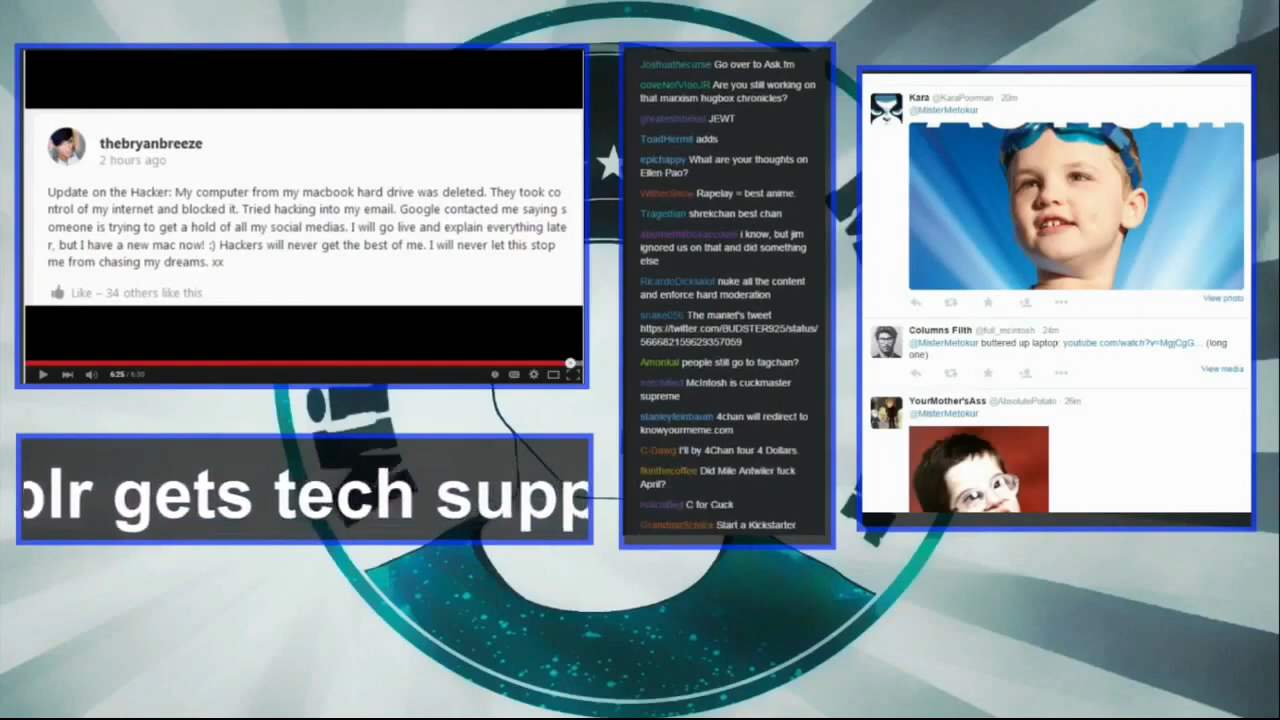 thebryanbreeze
2 hours ago
Update on the Hacker: My computer from my macbook hard drive was deleted. They took co
ntrol of my internet and blocked it. Tried hacking into my email. Google contacted me saying s
omeone is trying to get a hold of all my social medias. I will go live and explain everything late
r, but I have a new mac now! :) Hackers will never get the best of me. I will never let this stop
me from chasing my dreams. xx
Like – 34 others like this
6:25 / 6:30
blr gets tech supp
Joshuathecurse Go over to Ask.fm
Are you still working on
that marxism hugbox chronicles?
JEWT
ToadHermit adds
epichappy What are your thoughts on
Ellen Pao?
Rapelay = best anime.
Tragedian shrekchan best chan
i know, but jim
ignored us on that and did something
else
nuke all the content
and enforce hard moderation
snake056 The manlet's tweet
https://twitter.com/BUDSTER925/status/
566682159629357059
Amonkal people still go to fagchan?
McIntosh is cuckmaster
supreme
stanleyfeinbaum 4chan will redirect to
knowyourmeme.com
C-Dawg I'll by 4Chan four 4 Dollars.
fkinthecoffee Did Mile Antwiler fuck
April?
C for Cuck
Start a Kickstarter
Kara @KaraPoorman · 20m
@MisterMetokur
View photo
Columns Filth @full_mcintosh · 24m
@MisterMetokur buttered up laptop: youtube.com/watch?v=MgjCgG... (long
one)
View media
YourMother'sAss @AbsolutePotato · 26m
@MisterMetokur